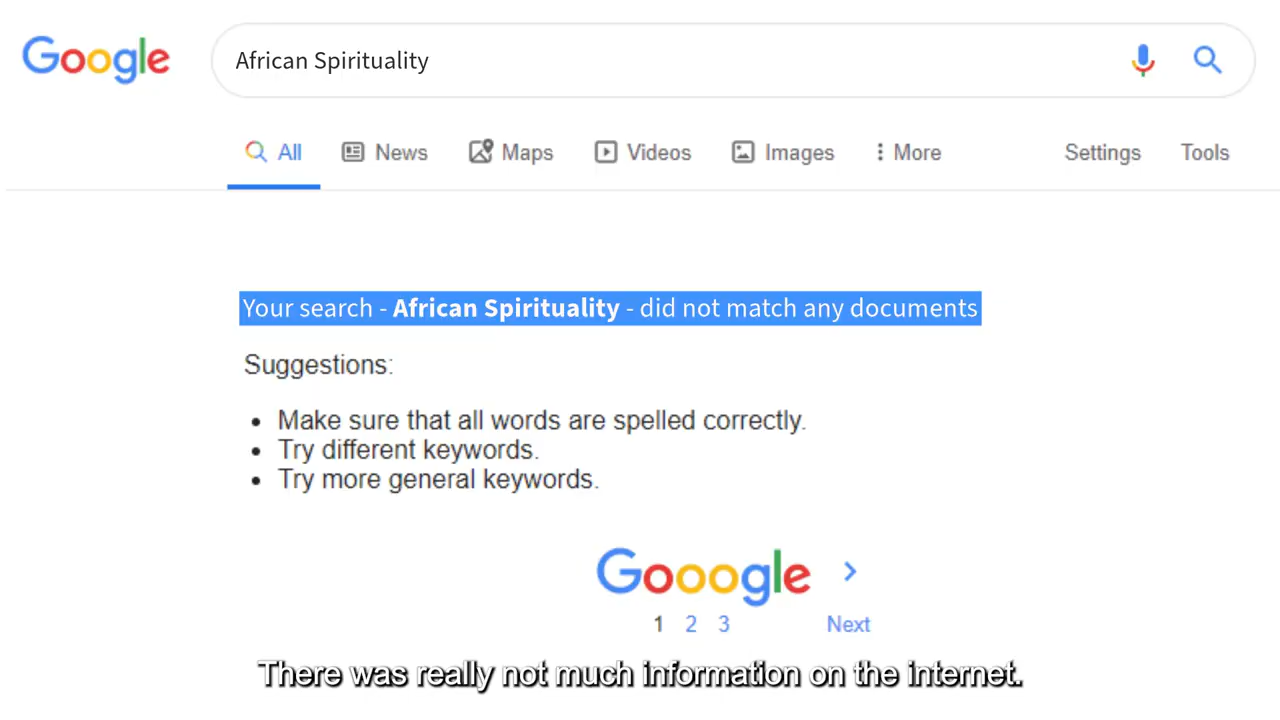 Google
African Spirituality
All News Maps Videos Images More Settings Tools
Your search - African Spirituality - did not match any documents
Suggestions:
• Make sure that all words are spelled correctly.
• Try different keywords.
• Try more general keywords.
Gooogle >
1 2 3 Next
There was really not much information on the internet.